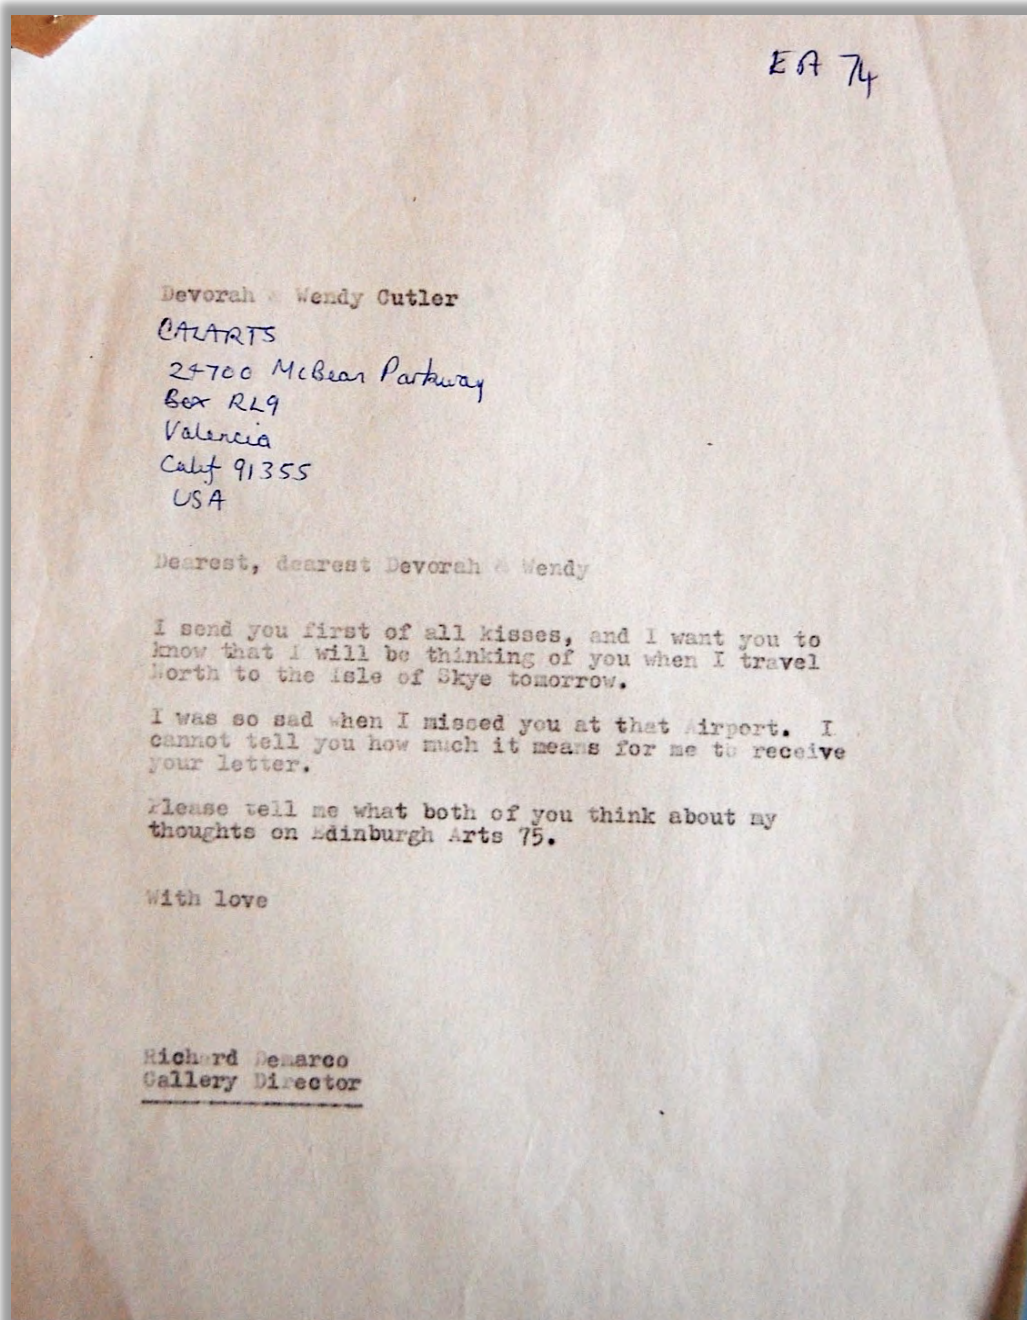 EA 74
Devorah & Wendy Cutler
CALARTS
24700 McBean Parkway
Box RL9
Valencia
Calif 91355
USA
Dearest, dearest Devorah & Wendy
I send you first of all kisses, and I want you to
know that I will be thinking of you when I travel
North to the isle of Skye tomorrow.
I was so sad when I missed you at that Airport. I
cannot tell you how much it means for me to receive
your letter.
Please tell me what both of you think about my
thoughts on Edinburgh Arts 75.
With love
Richard Demarco
Gallery Director